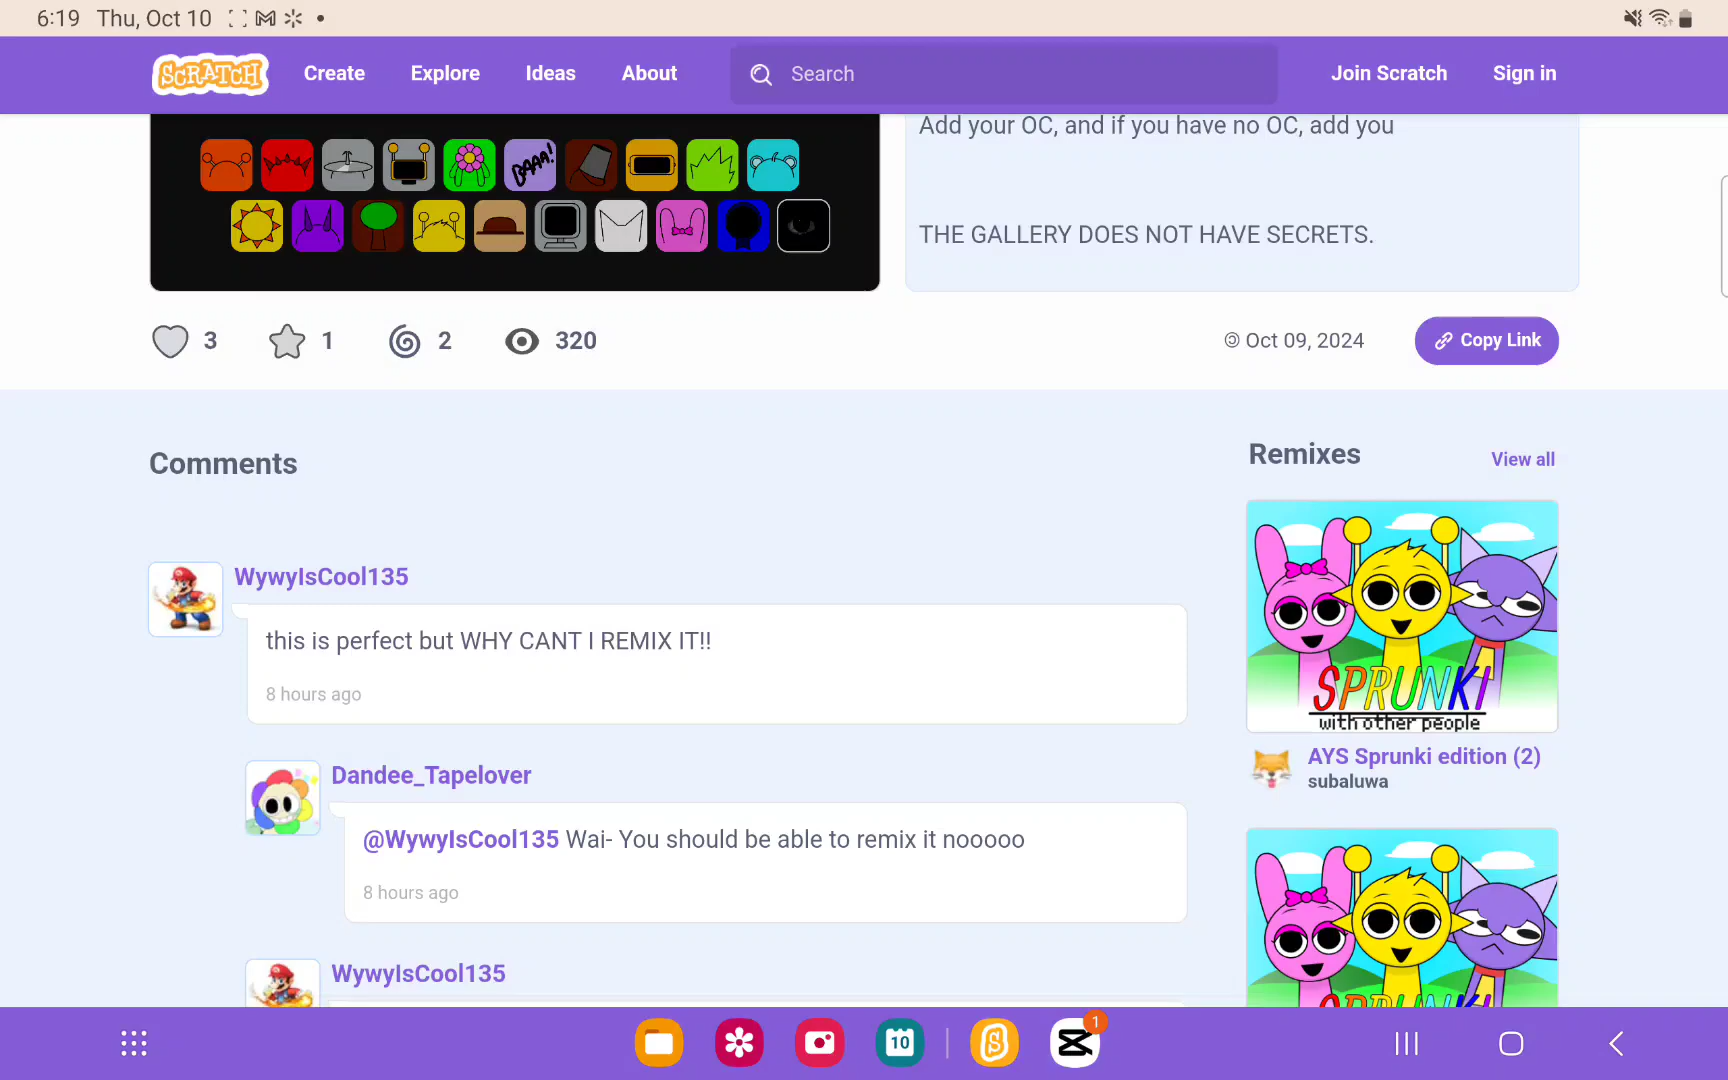 6:19 Thu, Oct 10
SCRATCH Create Explore Ideas About Search Join Scratch Sign in
Add your OC, and if you have no OC, add you
BAAA!
THE GALLERY DOES NOT HAVE SECRETS.
3 1 2 320 Oct 09, 2024 Copy Link
Comments
Remixes View all
WywyIsCool135
this is perfect but WHY CANT I REMIX IT!!
8 hours ago
SPRUNKI
with other people
AYS Sprunki edition (2)
subaluwa
Dandee_Tapelover
@WywyIsCool135 Wai- You should be able to remix it nooooo
8 hours ago
WywyIsCool135
SPRUNKI
10 1